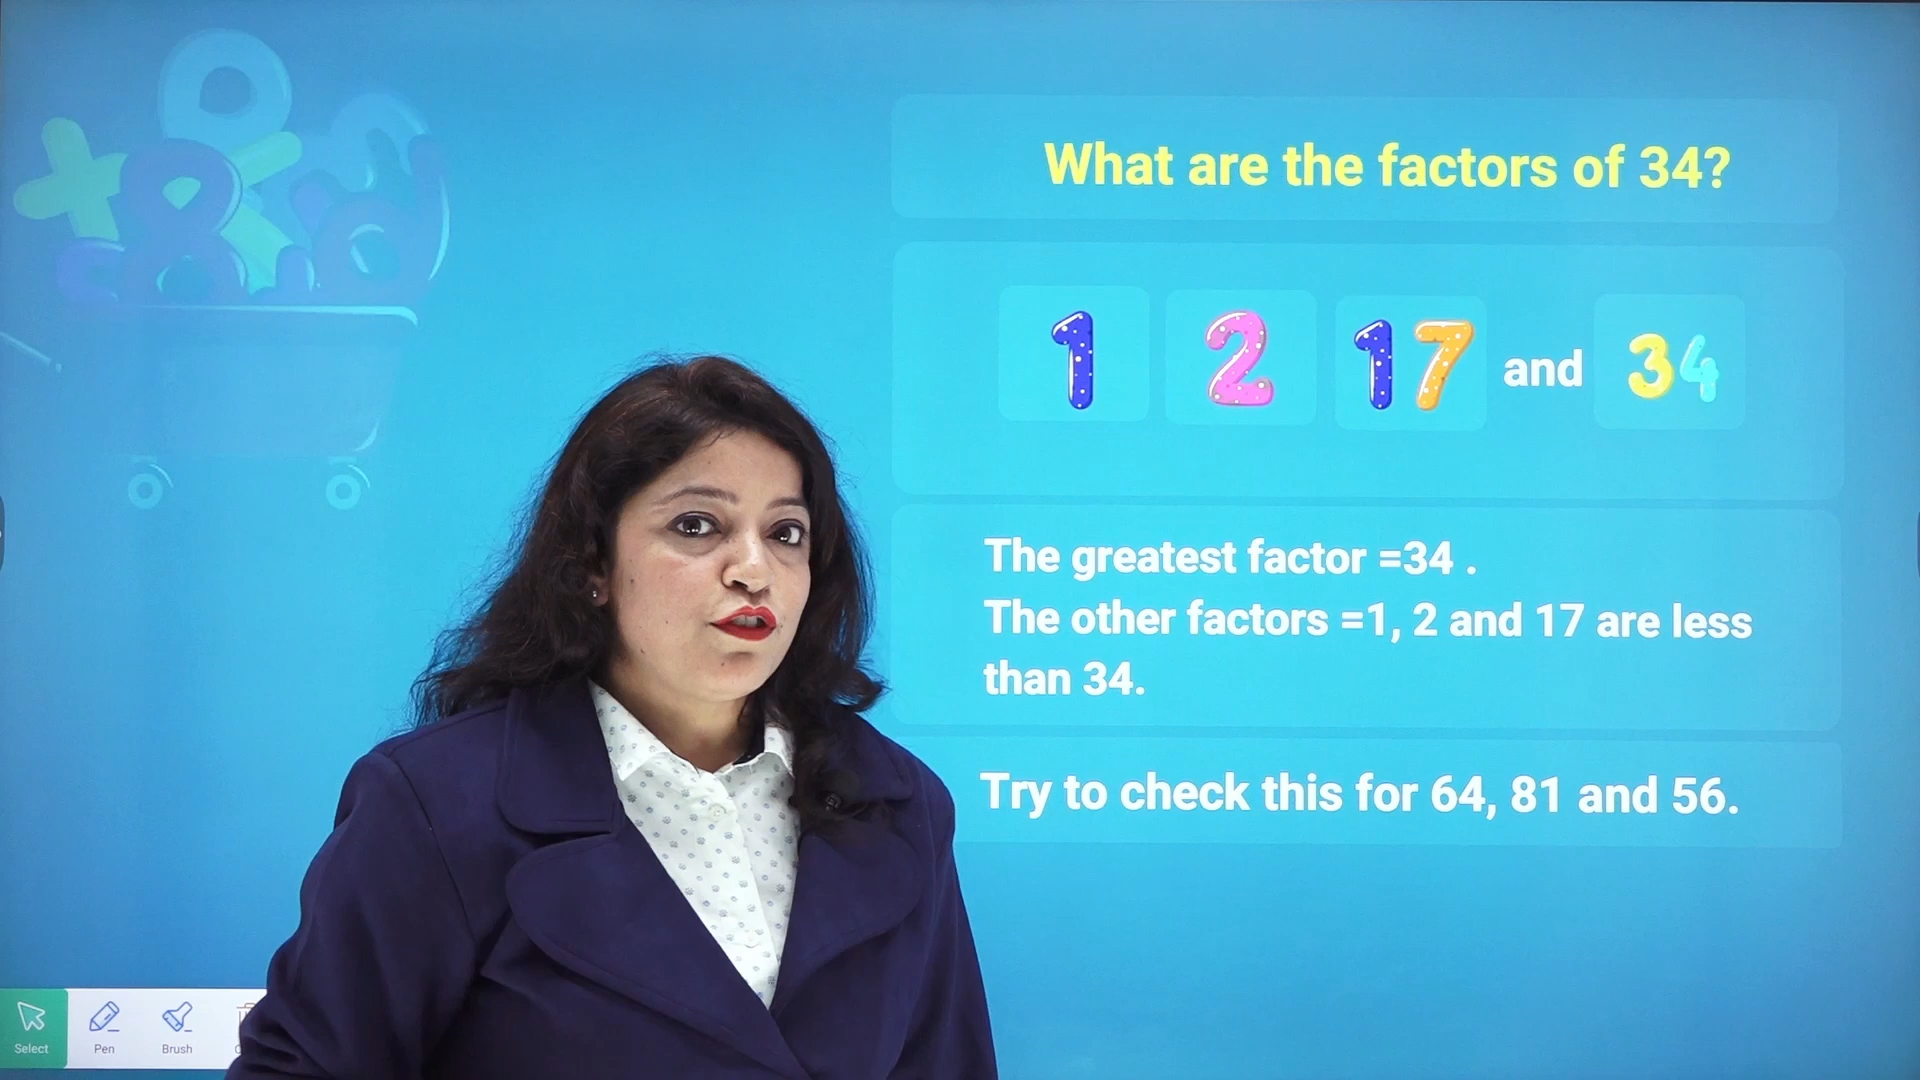 What are the factors of 34?
1 2 17 and 34
The greatest factor =34 .
The other factors =1, 2 and 17 are less
than 34.
Try to check this for 64, 81 and 56.
Select Pen Brush